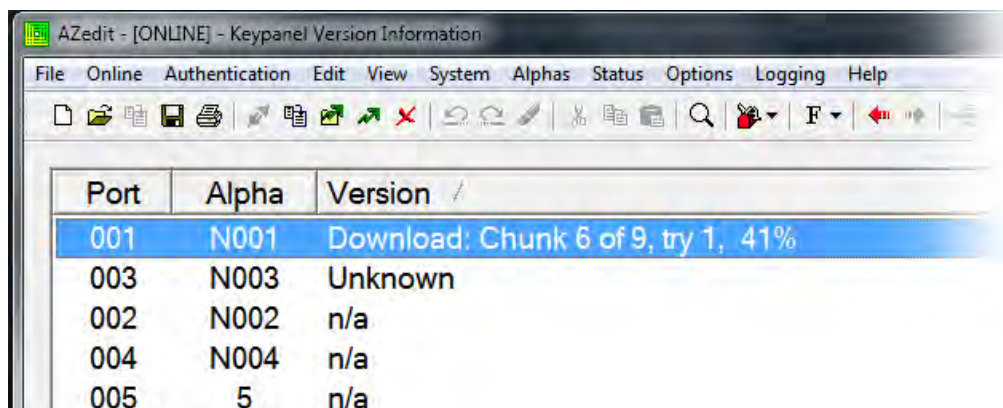 AZedit - [ONLINE] - Keypanel Version Information
File Online Authentication Edit View System Alphas Status Options Logging Help
F
Port Alpha Version
001 N001 Download: Chunk 6 of 9, try 1, 41%
003 N003 Unknown
002 N002 n/a
004 N004 n/a
005 5 n/a